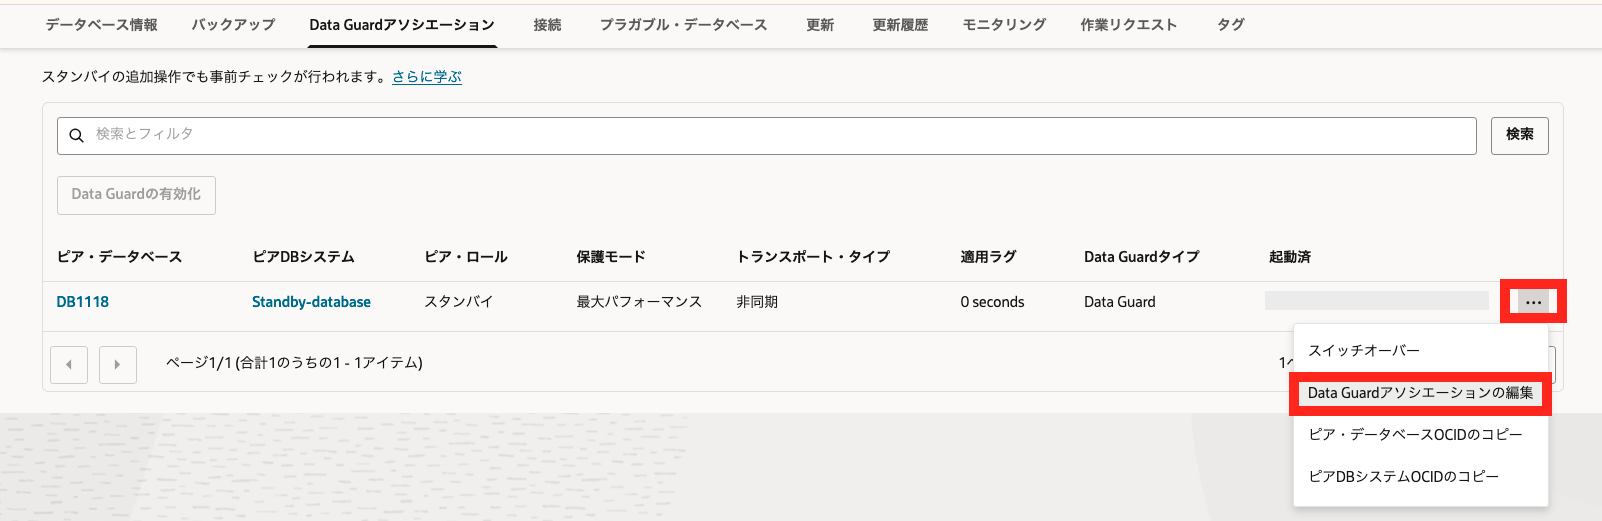 データベース情報 バックアップ Data Guardアソシエーション 接続 プラガブル・データベース 更新 更新履歴 モニタリング 作業リクエスト タグ
スタンバイの追加操作でも事前チェックが行われます。さらに学ぶ
検索とフィルタ 検索
Data Guardの有効化
ピア・データベース ピアDBシステム ピア・ロール 保護モード トランスポート・タイプ 適用ラグ Data Guardタイプ 起動済
DB1118 Standby-database スタンバイ 最大パフォーマンス 非同期 0 seconds Data Guard ...
スイッチオーバー
ページ1/1 (合計1のうちの1 - 1アイテム) 1
Data Guardアソシエーションの編集
ピア・データベースOCIDのコピー
ピアDBシステムOCIDのコピー